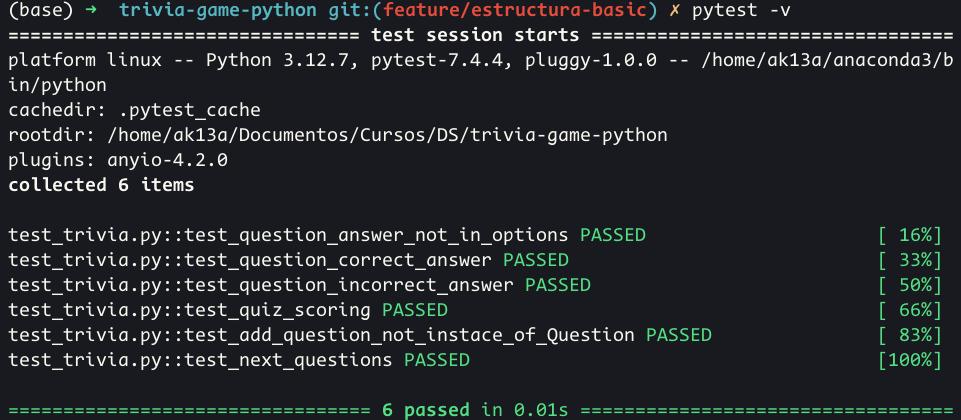 (base) ➜  trivia-game-python git:(feature/estructura-basic) ✗ pytest -v
================================ test session starts =================================
platform linux -- Python 3.12.7, pytest-7.4.4, pluggy-1.0.0 -- /home/ak13a/anaconda3/b
in/python
cachedir: .pytest_cache
rootdir: /home/ak13a/Documentos/Cursos/DS/trivia-game-python
plugins: anyio-4.2.0
collected 6 items

test_trivia.py::test_question_answer_not_in_options PASSED                     [ 16%]
test_trivia.py::test_question_correct_answer PASSED                            [ 33%]
test_trivia.py::test_question_incorrect_answer PASSED                          [ 50%]
test_trivia.py::test_quiz_scoring PASSED                                       [ 66%]
test_trivia.py::test_add_question_not_instace_of_Question PASSED               [ 83%]
test_trivia.py::test_next_questions PASSED                                     [100%]

================================= 6 passed in 0.01s ==================================